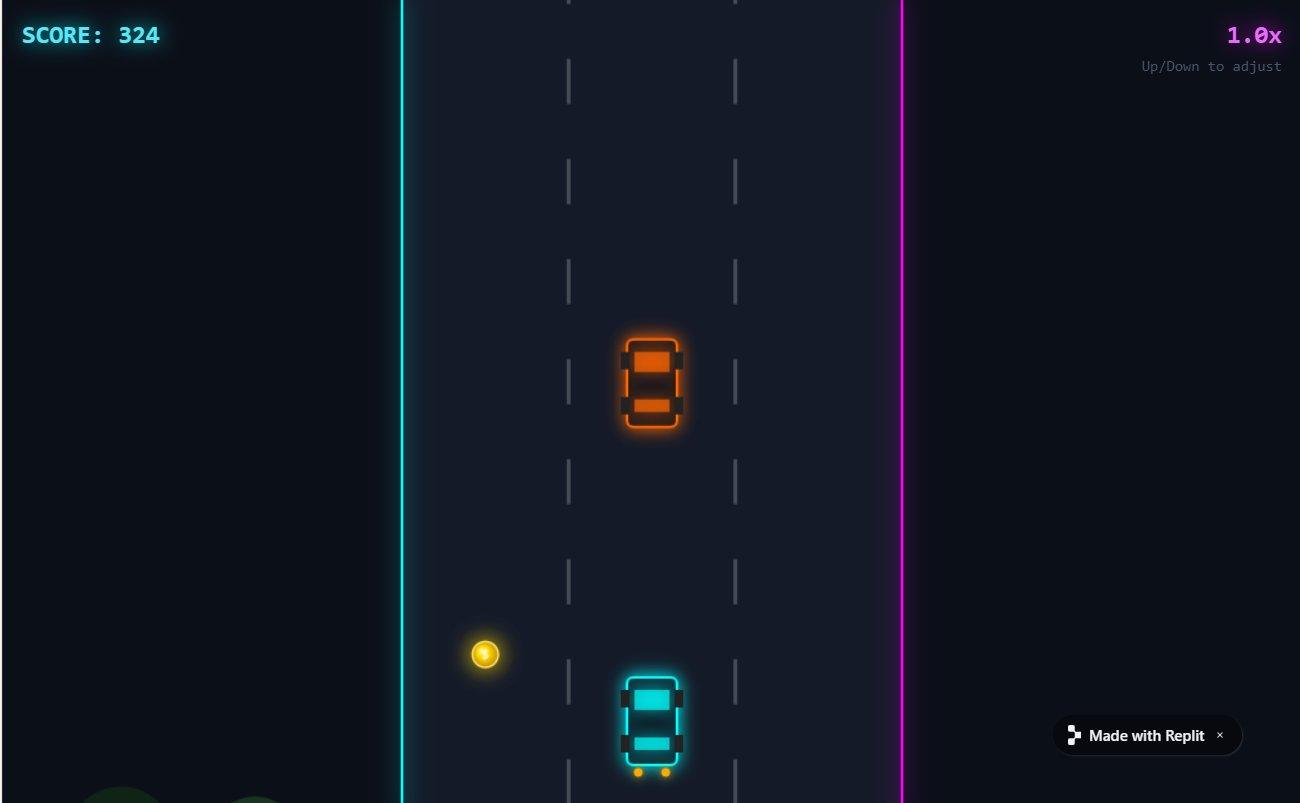 SCORE: 324
1.0x
Up/Down to adjust
Made with Replit ×